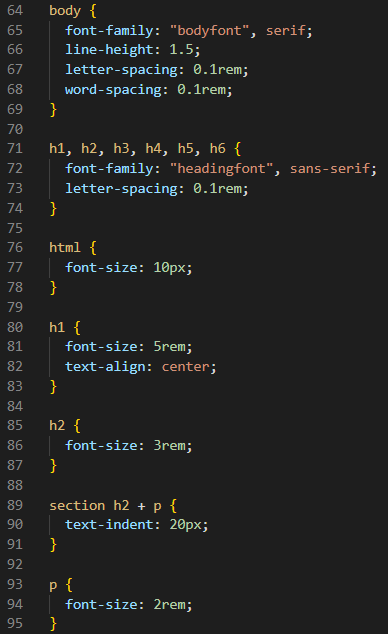 64 body {
65   font-family: "bodyfont", serif;
66   line-height: 1.5;
67   letter-spacing: 0.1rem;
68   word-spacing: 0.1rem;
69 }
70
71 h1, h2, h3, h4, h5, h6 {
72   font-family: "headingfont", sans-serif;
73   letter-spacing: 0.1rem;
74 }
75
76 html {
77   font-size: 10px;
78 }
79
80 h1 {
81   font-size: 5rem;
82   text-align: center;
83 }
84
85 h2 {
86   font-size: 3rem;
87 }
88
89 section h2 + p {
90   text-indent: 20px;
91 }
92
93 p {
94   font-size: 2rem;
95 }